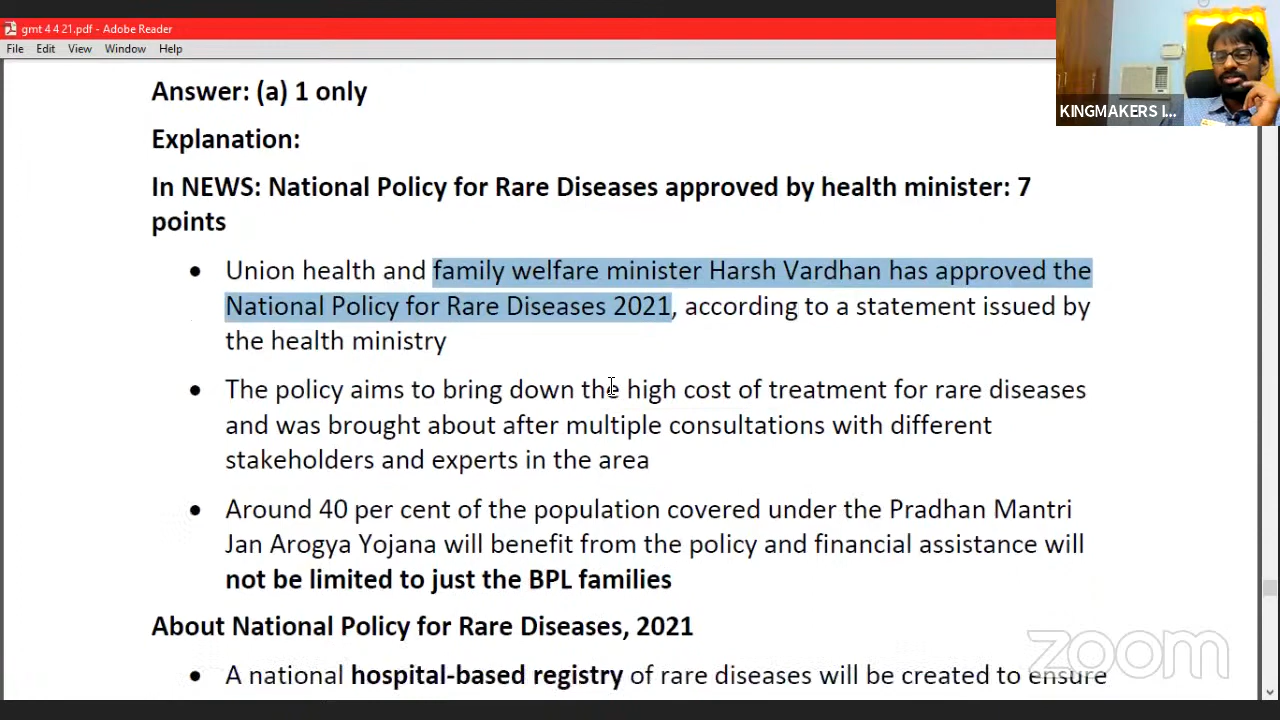 gmt 4 4 21.pdf - Adobe Reader
File Edit View Window Help
KINGMAKERS I...
Answer: (a) 1 only
Explanation:
In NEWS: National Policy for Rare Diseases approved by health minister: 7
points
• Union health and family welfare minister Harsh Vardhan has approved the
National Policy for Rare Diseases 2021, according to a statement issued by
the health ministry
• The policy aims to bring down the high cost of treatment for rare diseases
and was brought about after multiple consultations with different
stakeholders and experts in the area
• Around 40 per cent of the population covered under the Pradhan Mantri
Jan Arogya Yojana will benefit from the policy and financial assistance will
not be limited to just the BPL families
About National Policy for Rare Diseases, 2021
• A national hospital-based registry of rare diseases will be created to ensure
zoom